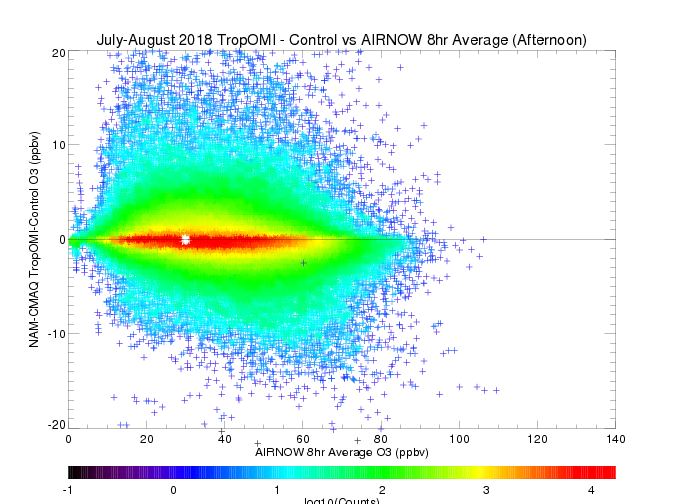 July-August 2018 TropOMI - Control vs AIRNOW 8hr Average (Afternoon)
20
10
0
-10
-20
NAM-CMAQ TropOMI-Control O3 (ppbv)
0 20 40 60 80 100 120 140
AIRNOW 8hr Average O3 (ppbv)
-1 0 1 2 3 4
log10(Counts)